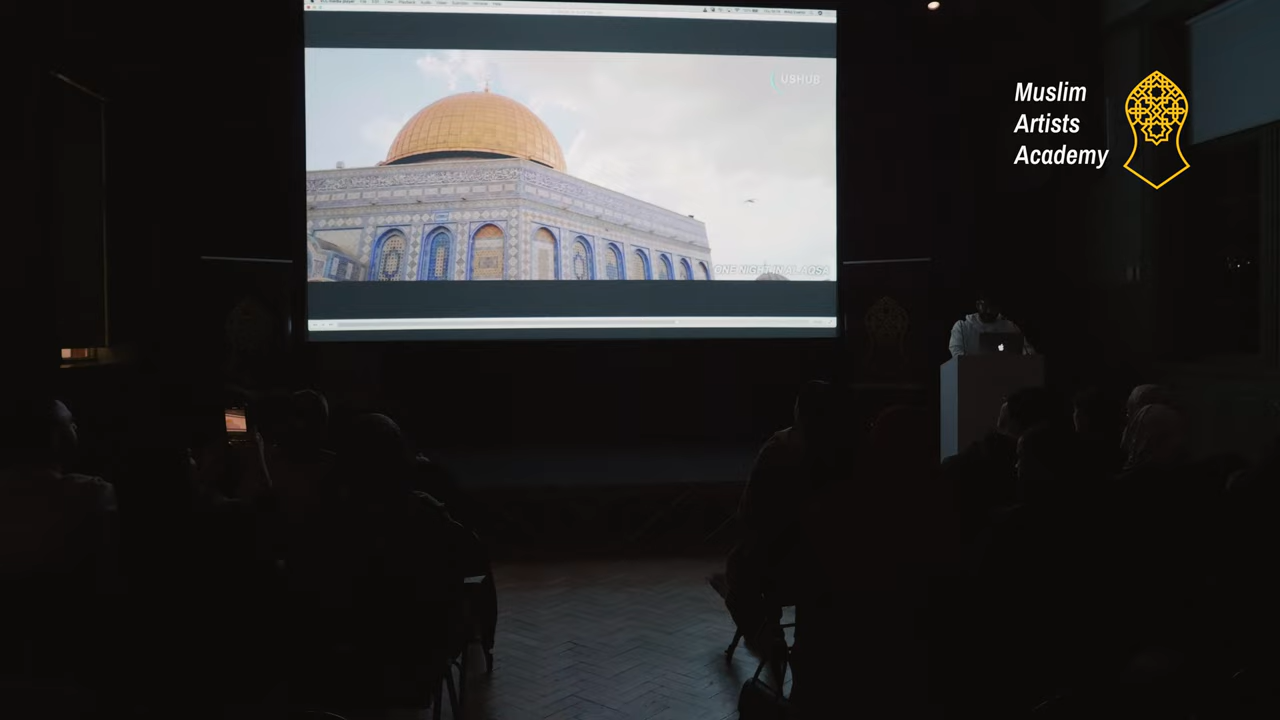 USHUB
Muslim
Artists
Academy
ONE NIGHT IN AL AQSA